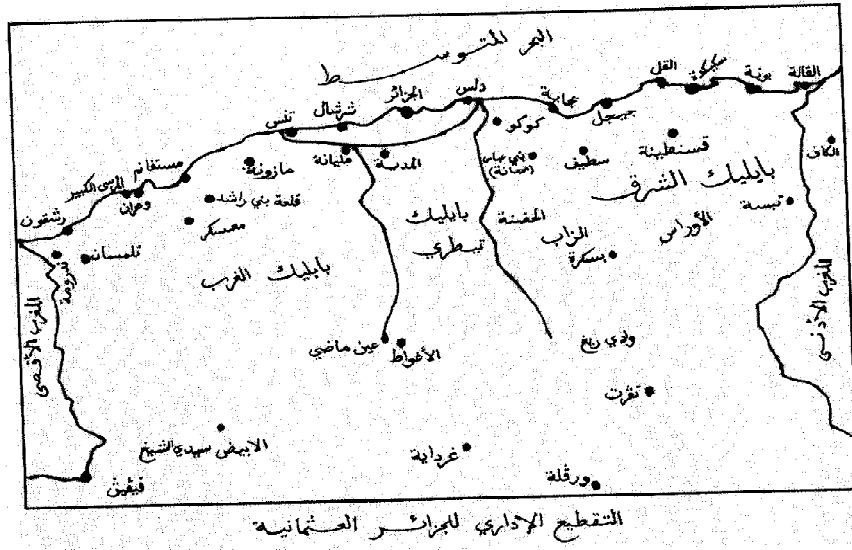 البحر المتوسط
القالة
بونة
سكيكدة
القل
جيجل
بجاية
دلس
الجزائر
شرشال
تنس
مستغانم
المرسى الكبير
وهران
رشقون
الكاف
قسنطينة
سطيف
بني عباس
كوكو
المدية
مليانة
مازونة
قلعة بني راشد
معسكر
تلمسان
ندرومة
بايليك الشرق
تبسة
الأوراس
الزاب
بسكرة
الحضنة
بايليك
تيطري
بايليك الغرب
المغرب الأدنى
المغرب الأقصى
وادي ريغ
الأغواط
عين ماضي
تقرت
غرداية
ورقلة
الابيض سيدي الشيخ
فيقيق
التقطيع الإداري للجزائر العثمانية